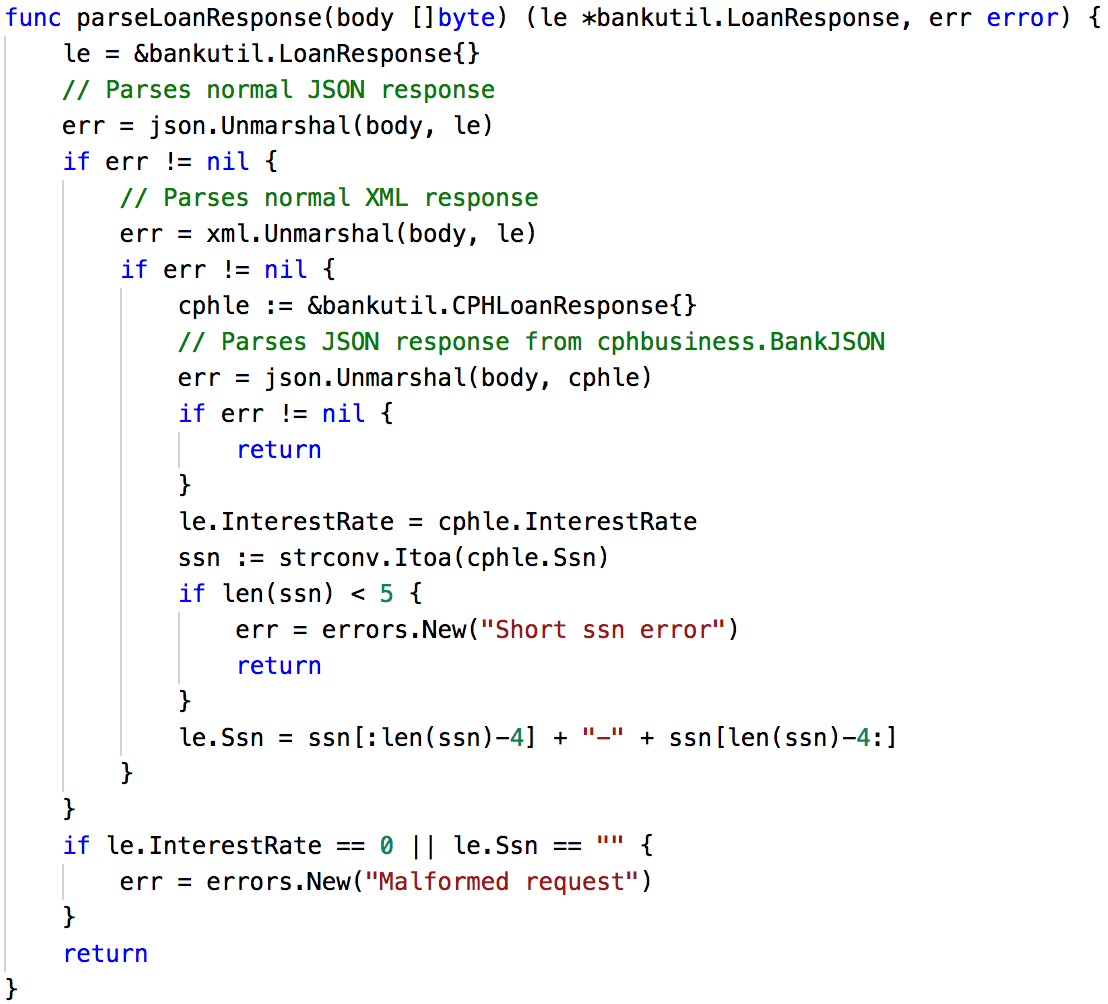 func parseLoanResponse(body []byte) (le *bankutil.LoanResponse, err error) {
    le = &bankutil.LoanResponse{}
    // Parses normal JSON response
    err = json.Unmarshal(body, le)
    if err != nil {
        // Parses normal XML response
        err = xml.Unmarshal(body, le)
        if err != nil {
            cphle := &bankutil.CPHLoanResponse{}
            // Parses JSON response from cphbusiness.BankJSON
            err = json.Unmarshal(body, cphle)
            if err != nil {
                return
            }
            le.InterestRate = cphle.InterestRate
            ssn := strconv.Itoa(cphle.Ssn)
            if len(ssn) < 5 {
                err = errors.New("Short ssn error")
                return
            }
            le.Ssn = ssn[:len(ssn)-4] + "-" + ssn[len(ssn)-4:]
        }
    }
    if le.InterestRate == 0 || le.Ssn == "" {
        err = errors.New("Malformed request")
    }
    return
}